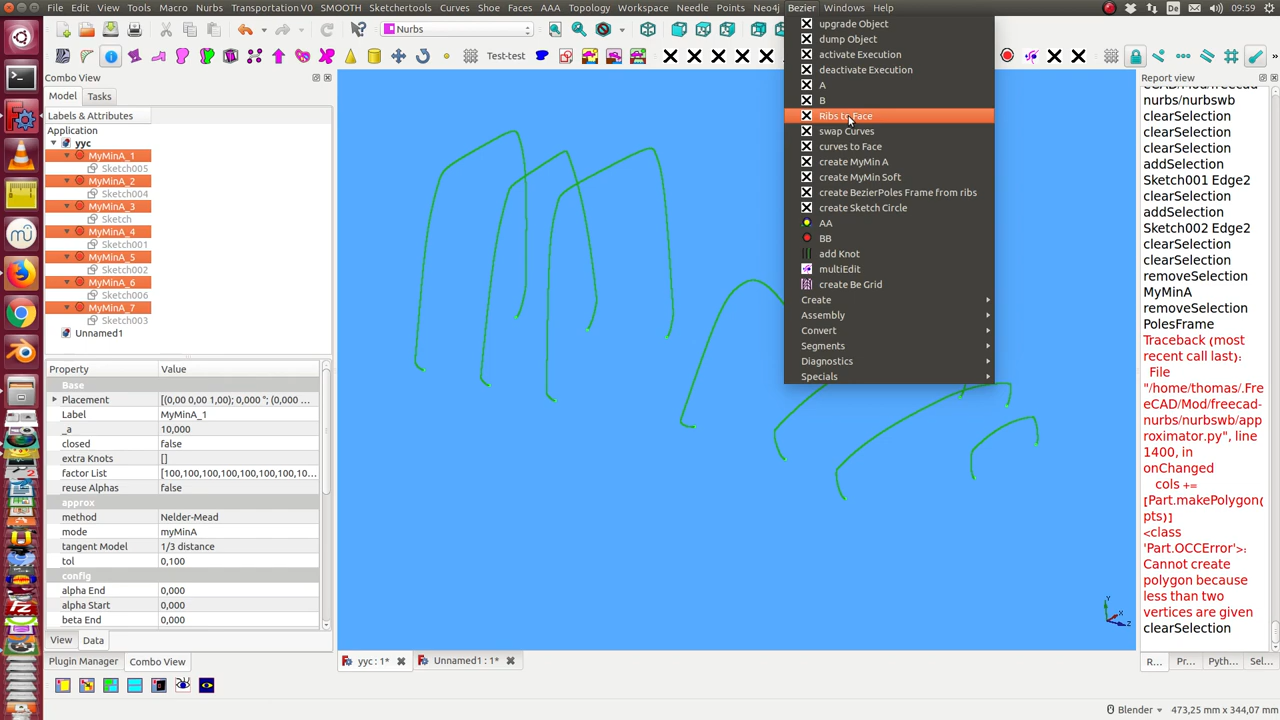 File Edit View Tools Macro Nurbs Transportation V0 SMOOTH Sketchertools Curves Shoe Faces AAA Topology Workspace Needle Points Neo4j Bezier Windows Help
De
09:59
Nurbs
Test-test
Combo View
Model Tasks
Labels & Attributes
Application
yyc
MyMinA_1
Sketch005
MyMinA_2
Sketch004
MyMinA_3
Sketch
MyMinA_4
Sketch001
MyMinA_5
Sketch002
MyMinA_6
Sketch006
MyMinA_7
Sketch003
Unnamed1
Property Value
Base
Placement [(0,00 0,00 1,00); 0,000 °; (0,000 ...
Label MyMinA_1
_a 10,000
closed false
extra Knots []
factor List [100,100,100,100,100,100,100,10...
reuse Alphas false
approx
method Nelder-Mead
mode myMinA
tangent Model 1/3 distance
tol 0,100
config
alpha End 0,000
alpha Start 0,000
beta End 0,000
View Data
Plugin Manager Combo View
upgrade Object
dump Object
activate Execution
deactivate Execution
A
B
Ribs to Face
swap Curves
curves to Face
create MyMin A
create MyMin Soft
create BezierPoles Frame from ribs
create Sketch Circle
AA
BB
add Knot
multiEdit
create Be Grid
Create
Assembly
Convert
Segments
Diagnostics
Specials
Y
X
Z
yyc : 1*
Unnamed1 : 1*
Report view
eCAD/Mod/freecad-
nurbs/nurbswb
clearSelection
clearSelection
clearSelection
addSelection
Sketch001 Edge2
clearSelection
addSelection
Sketch002 Edge2
clearSelection
removeSelection
MyMinA
removeSelection
PolesFrame
Traceback (most
recent call last):
File
"/home/thomas/.Fre
eCAD/Mod/freecad-
nurbs/nurbswb/app
roximator.py", line
1400, in
onChanged
cols +=
[Part.makePolygon(
pts)]
<class
'Part.OCCError'>:
Cannot create
polygon because
less than two
vertices are given
clearSelection
R... Pr... Pyth... Sel...
Blender
473,25 mm x 344,07 mm